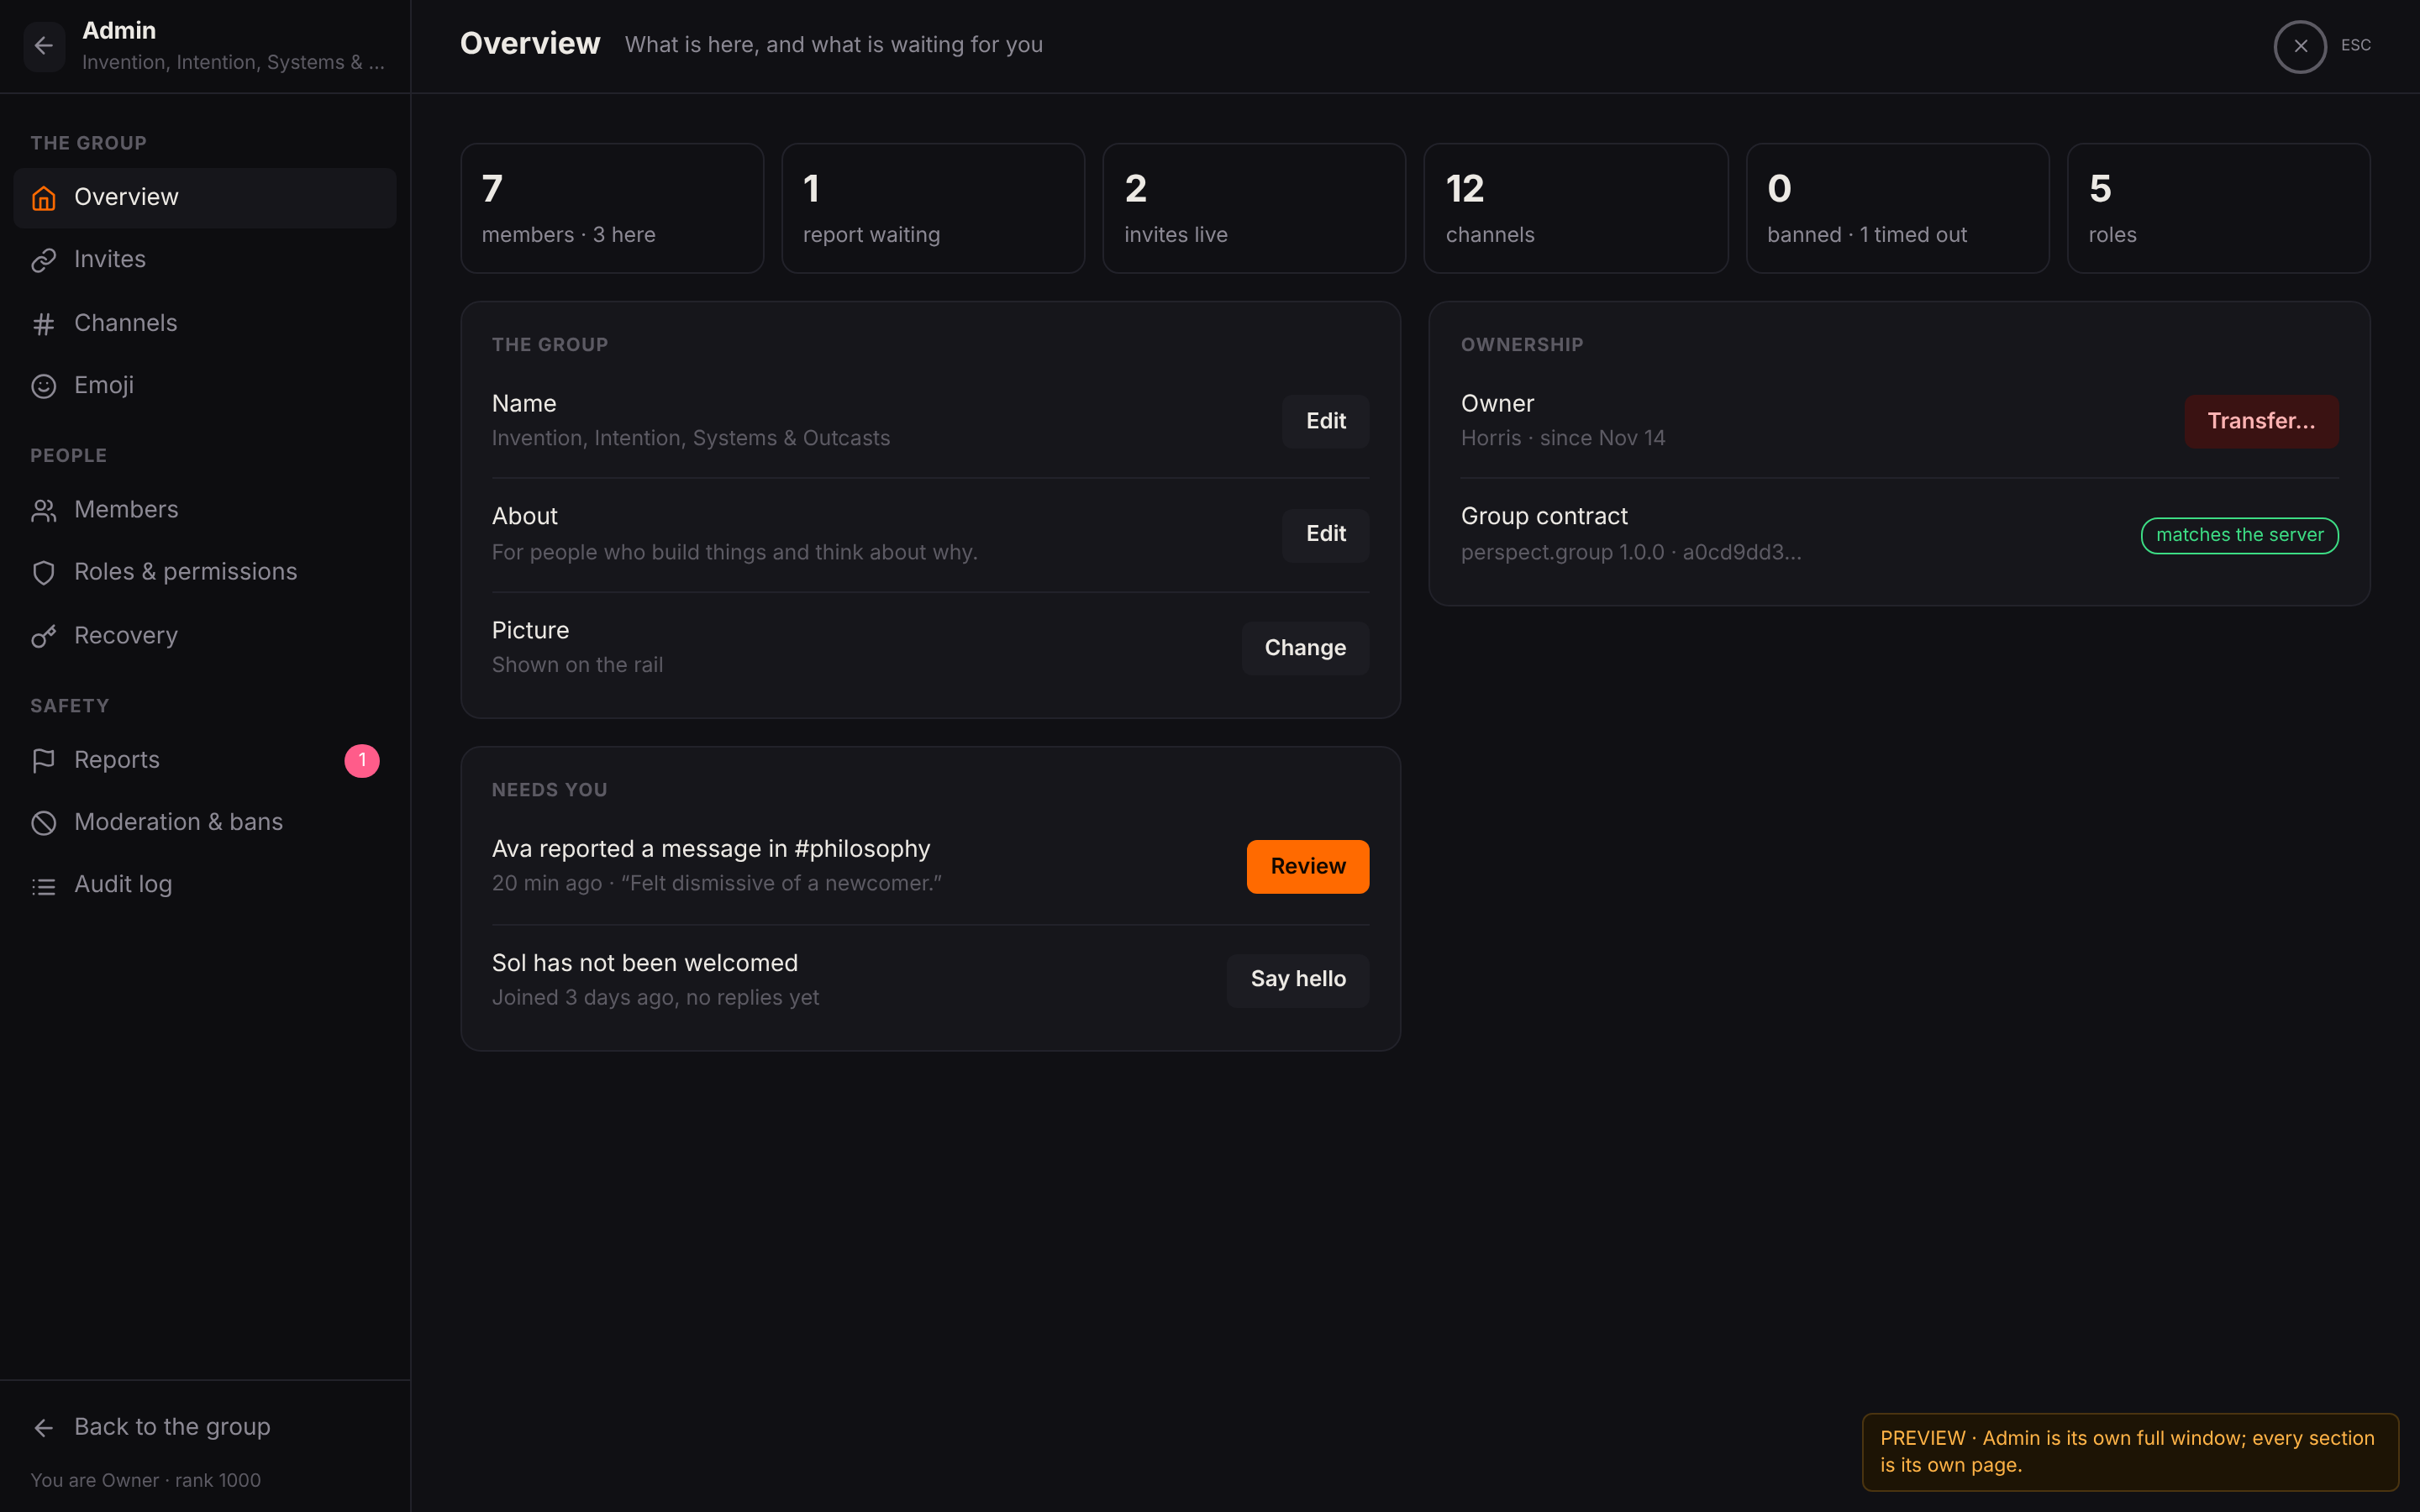 Admin
Invention, Intention, Systems & ...
THE GROUP
Overview
Invites
Channels
Emoji
PEOPLE
Members
Roles & permissions
Recovery
SAFETY
Reports
1
Moderation & bans
Audit log
Back to the group
You are Owner · rank 1000
Overview
What is here, and what is waiting for you
ESC
7
members · 3 here
1
report waiting
2
invites live
12
channels
0
banned · 1 timed out
5
roles
THE GROUP
Name
Invention, Intention, Systems & Outcasts
Edit
About
For people who build things and think about why.
Edit
Picture
Shown on the rail
Change
OWNERSHIP
Owner
Horris · since Nov 14
Transfer...
Group contract
perspect.group 1.0.0 · a0cd9dd3...
matches the server
NEEDS YOU
Ava reported a message in #philosophy
20 min ago · “Felt dismissive of a newcomer.”
Review
Sol has not been welcomed
Joined 3 days ago, no replies yet
Say hello
PREVIEW · Admin is its own full window; every section
is its own page.